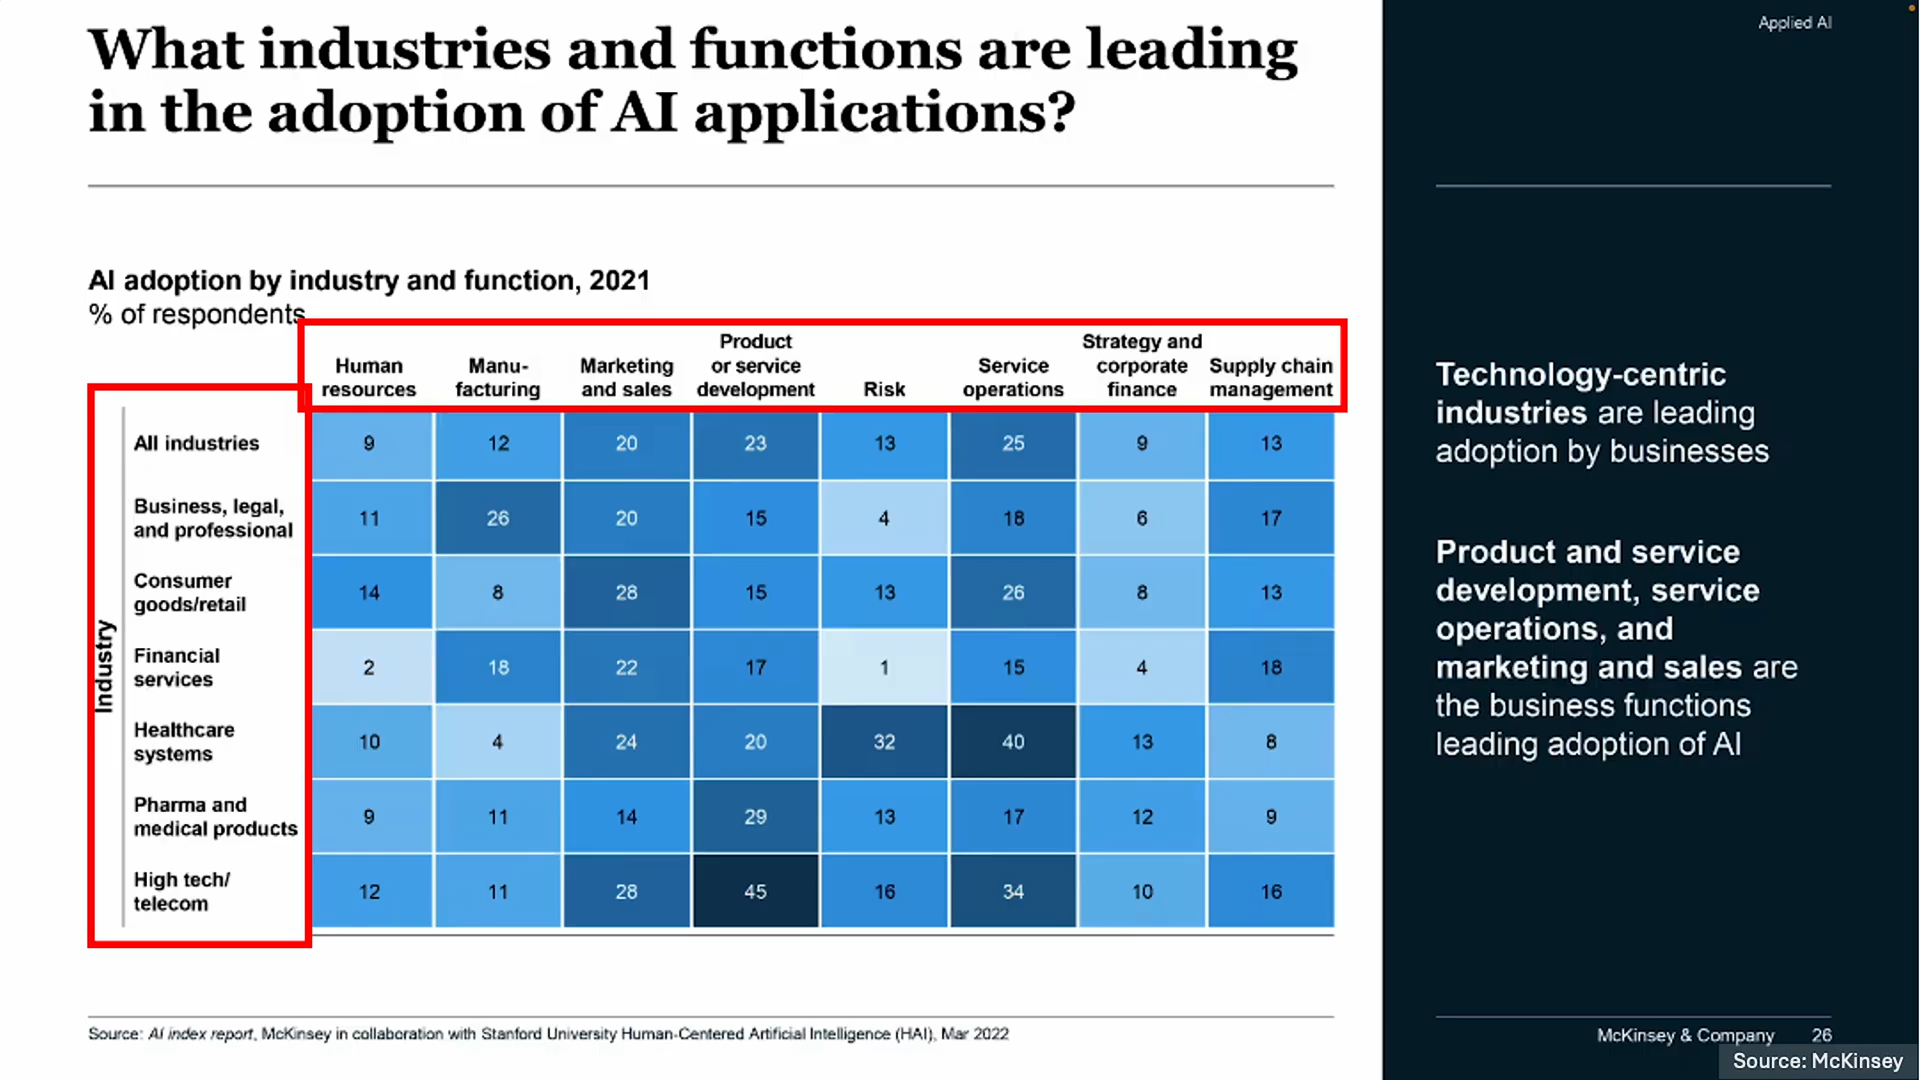 What industries and functions are leading
in the adoption of AI applications?
Applied AI
AI adoption by industry and function, 2021
% of respondents
Human resources
Manu-facturing
Marketing and sales
Product or service development
Risk
Service operations
Strategy and corporate finance
Supply chain management
Industry
All industries 9 12 20 23 13 25 9 13
Business, legal, and professional 11 26 20 15 4 18 6 17
Consumer goods/retail 14 8 28 15 13 26 8 13
Financial services 2 18 22 17 1 15 4 18
Healthcare systems 10 4 24 20 32 40 13 8
Pharma and medical products 9 11 14 29 13 17 12 9
High tech/telecom 12 11 28 45 16 34 10 16
Technology-centric
industries are leading
adoption by businesses
Product and service
development, service
operations, and
marketing and sales are
the business functions
leading adoption of AI
Source: AI index report, McKinsey in collaboration with Stanford University Human-Centered Artificial Intelligence (HAI), Mar 2022
McKinsey & Company 26
Source: McKinsey